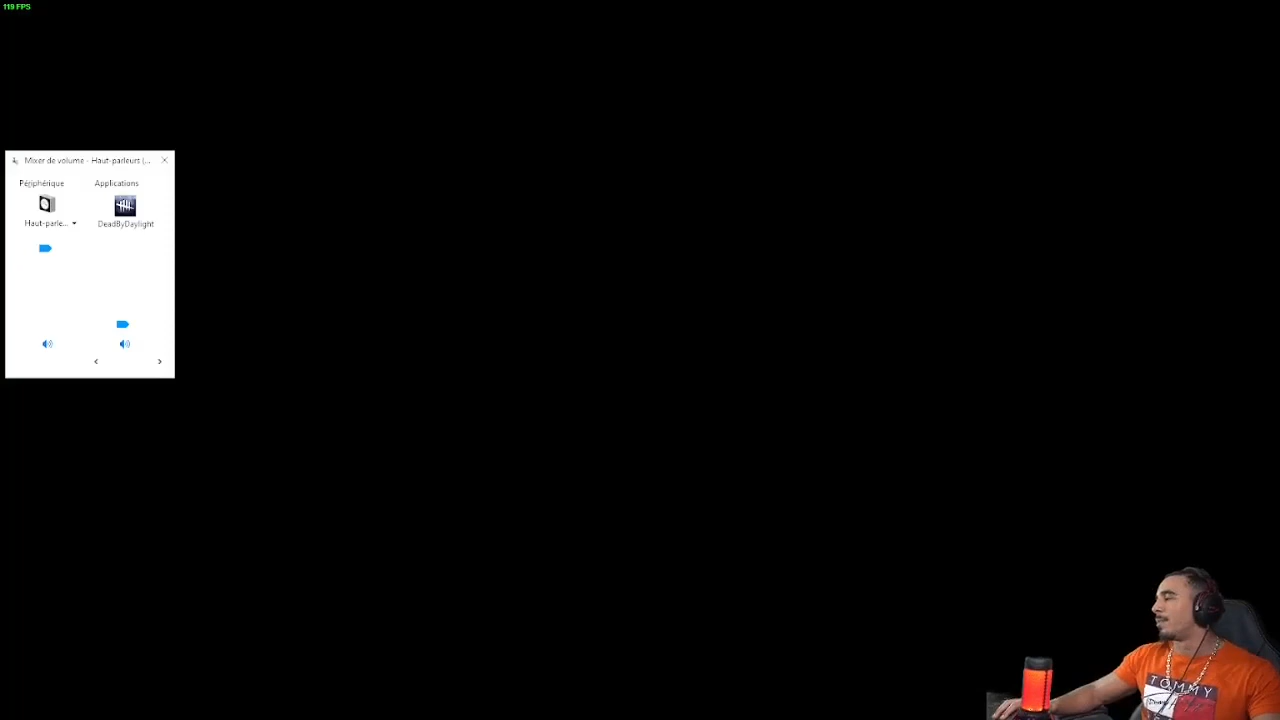 119 FPS
Mixer de volume - Haut-parleurs (...
Périphérique
Applications
Haut-parle...
DeadByDaylight
TOMMY